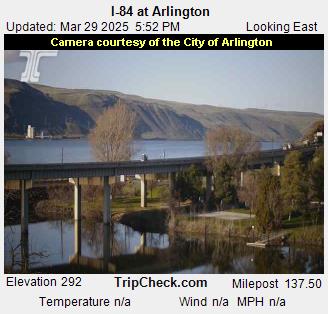 I-84 at Arlington
Updated: Mar 29 2025 5:52 PM Looking East
Camera courtesy of the City of Arlington
Elevation 292 TripCheck.com Milepost 137.50
Temperature n/a Wind n/a MPH n/a